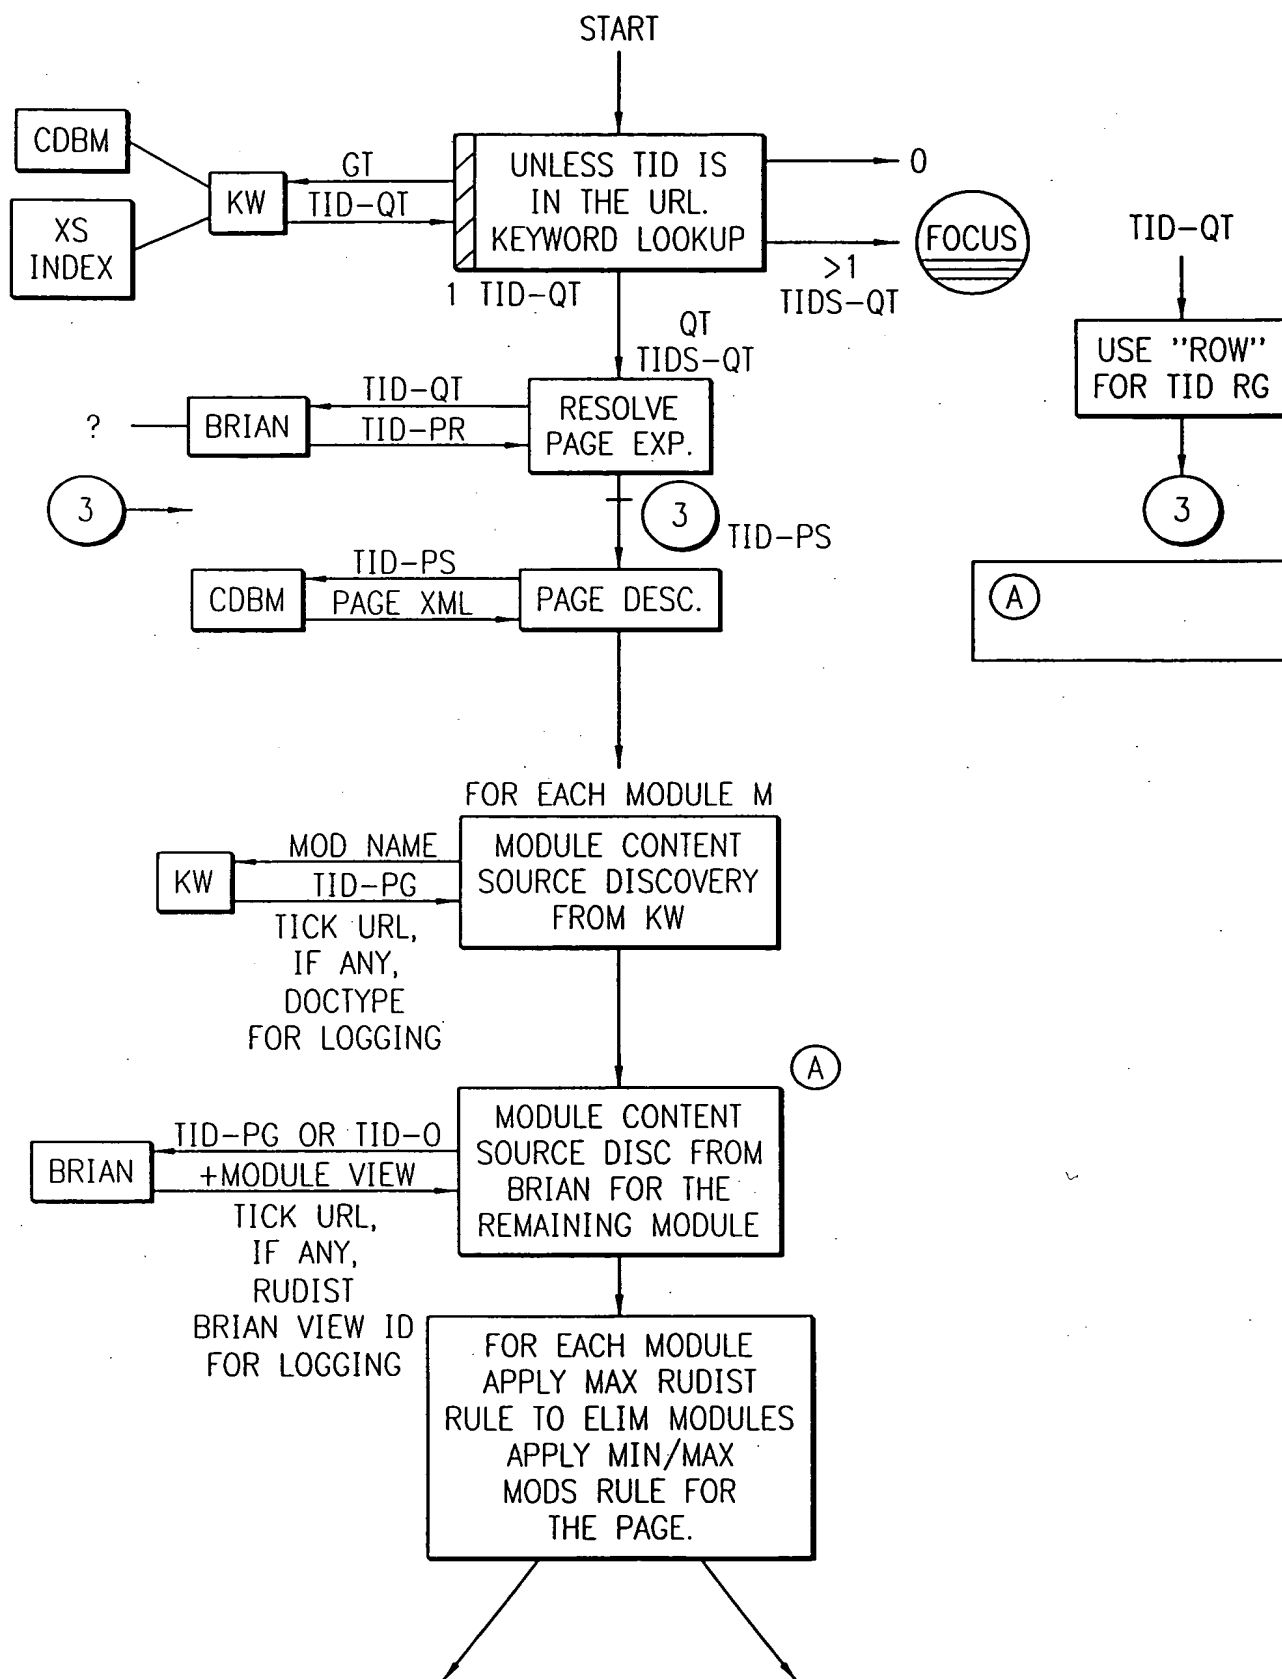 START
CDBM
XS
INDEX
KW
GT
TID-QT
UNLESS TID IS
IN THE URL.
KEYWORD LOOKUP
0
FOCUS
>1
TIDS-QT
1 TID-QT
QT
TIDS-QT
TID-QT
USE "ROW"
FOR TID RG
3
A
?
BRIAN
TID-QT
TID-PR
RESOLVE
PAGE EXP.
3
3
TID-PS
CDBM
TID-PS
PAGE XML
PAGE DESC.
FOR EACH MODULE M
KW
MOD NAME
TID-PG
TICK URL,
IF ANY,
DOCTYPE
FOR LOGGING
MODULE CONTENT
SOURCE DISCOVERY
FROM KW
A
BRIAN
TID-PG OR TID-O
+MODULE VIEW
TICK URL,
IF ANY,
RUDIST
BRIAN VIEW ID
FOR LOGGING
MODULE CONTENT
SOURCE DISC FROM
BRIAN FOR THE
REMAINING MODULE
FOR EACH MODULE
APPLY MAX RUDIST
RULE TO ELIM MODULES
APPLY MIN/MAX
MODS RULE FOR
THE PAGE.